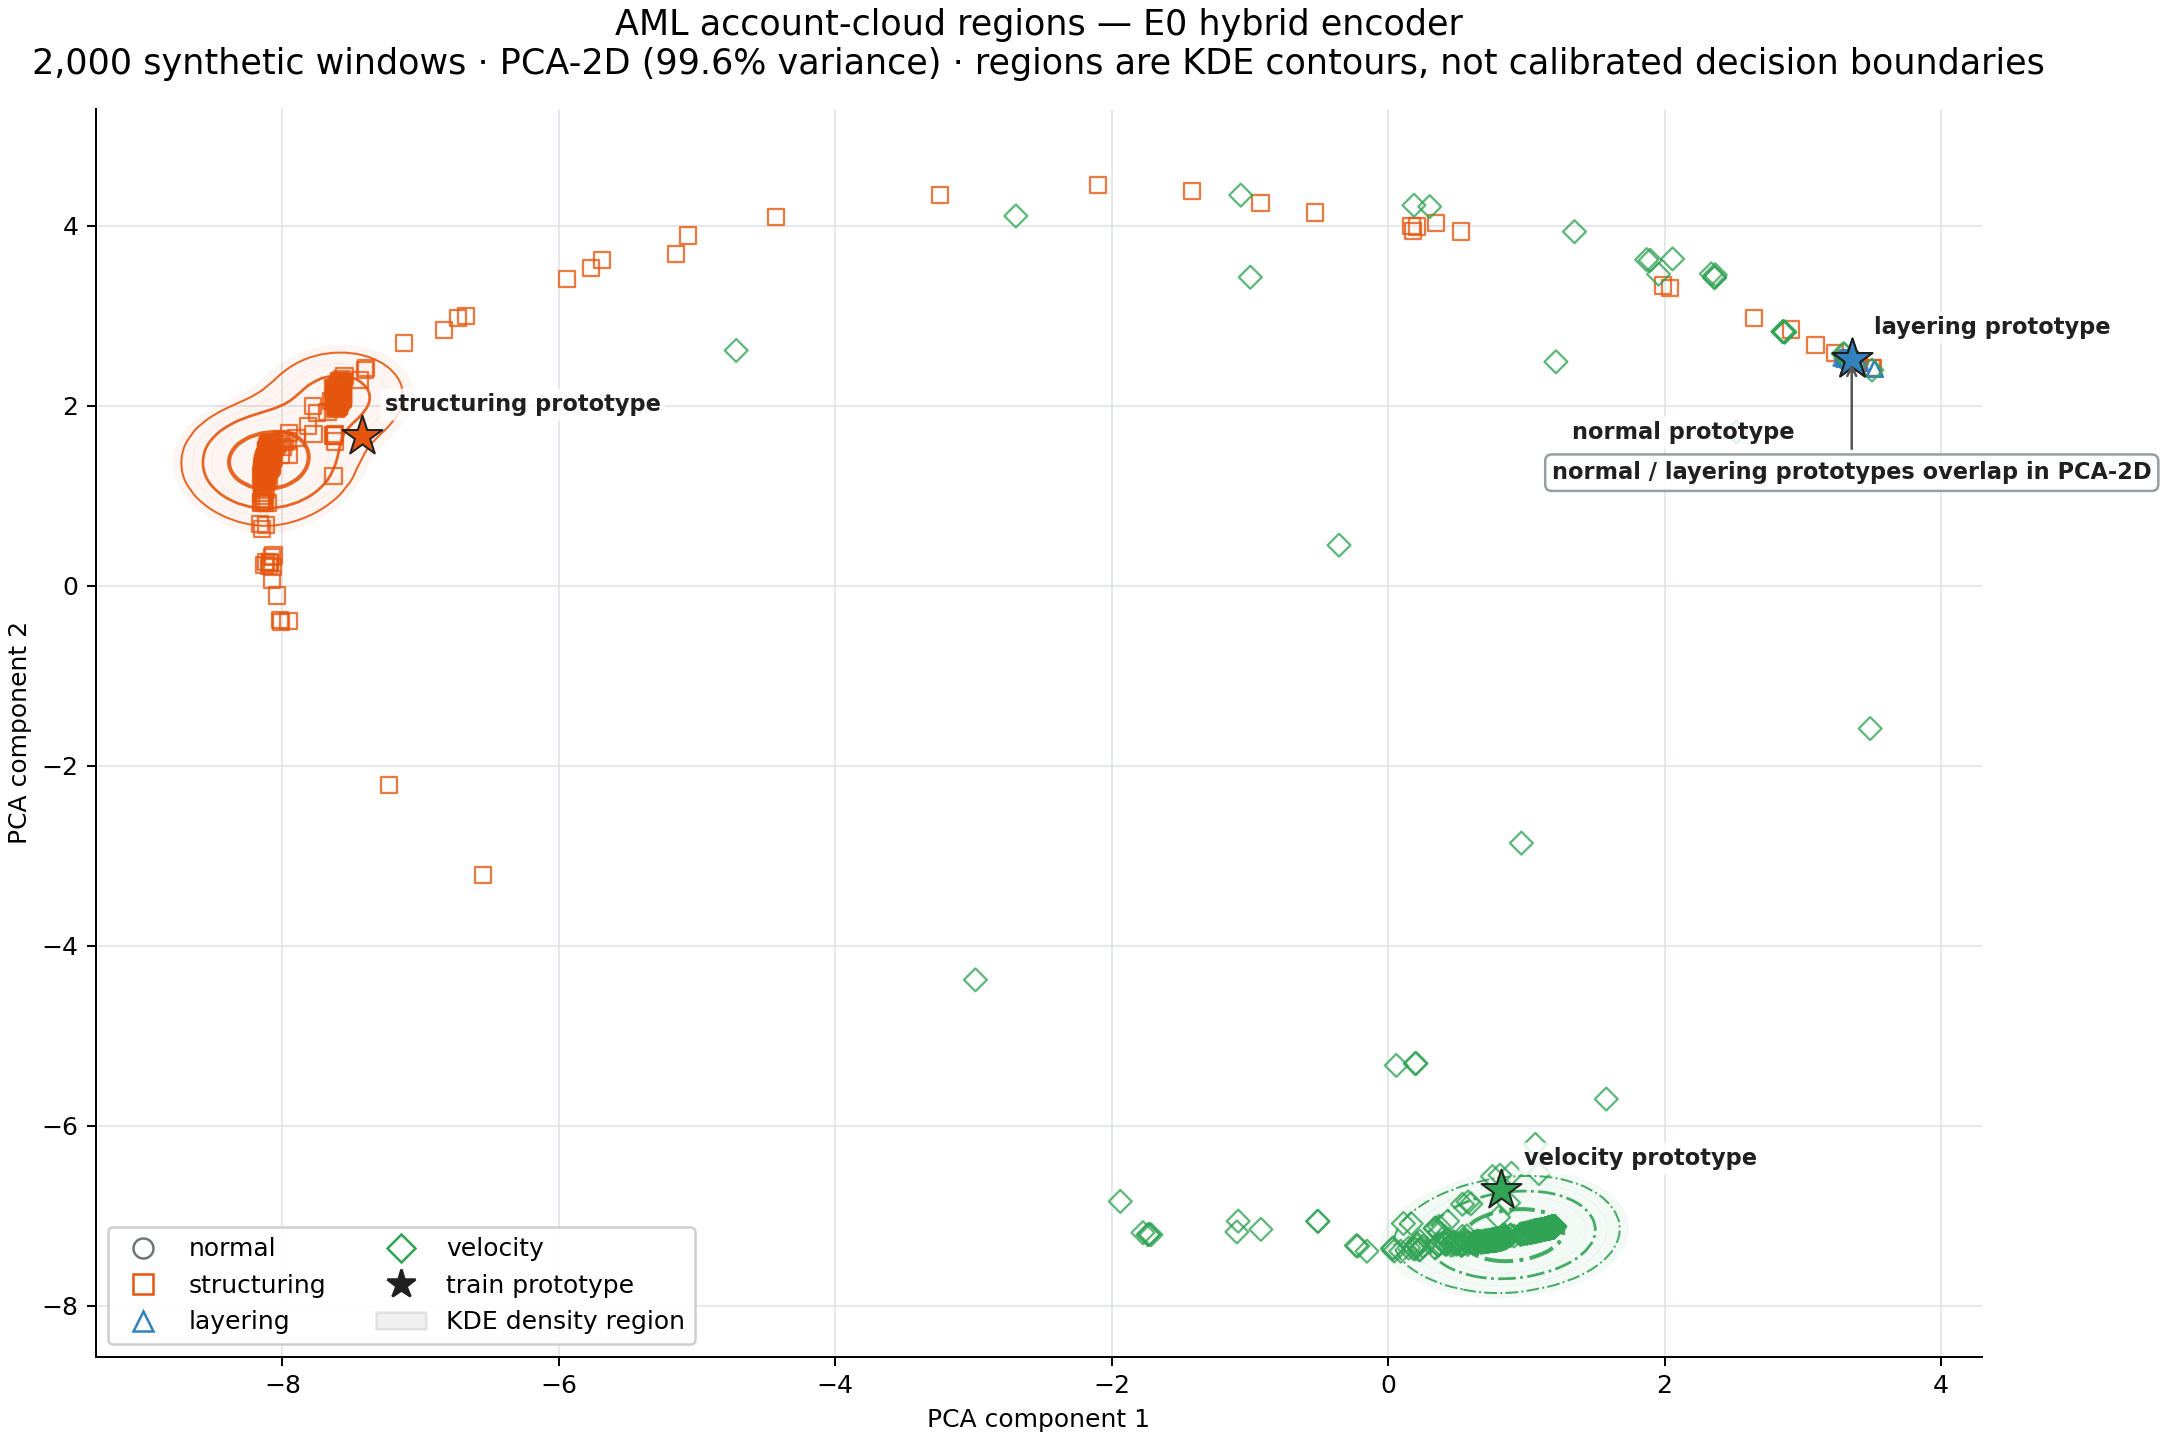 AML account-cloud regions — E0 hybrid encoder
2,000 synthetic windows · PCA-2D (99.6% variance) · regions are KDE contours, not calibrated decision boundaries
PCA component 2
4
2
0
−2
−4
−6
−8
layering prototype
structuring prototype
normal prototype
normal / layering prototypes overlap in PCA-2D
velocity prototype
normal
structuring
layering
velocity
train prototype
KDE density region
−8
−6
−4
−2
0
2
4
PCA component 1